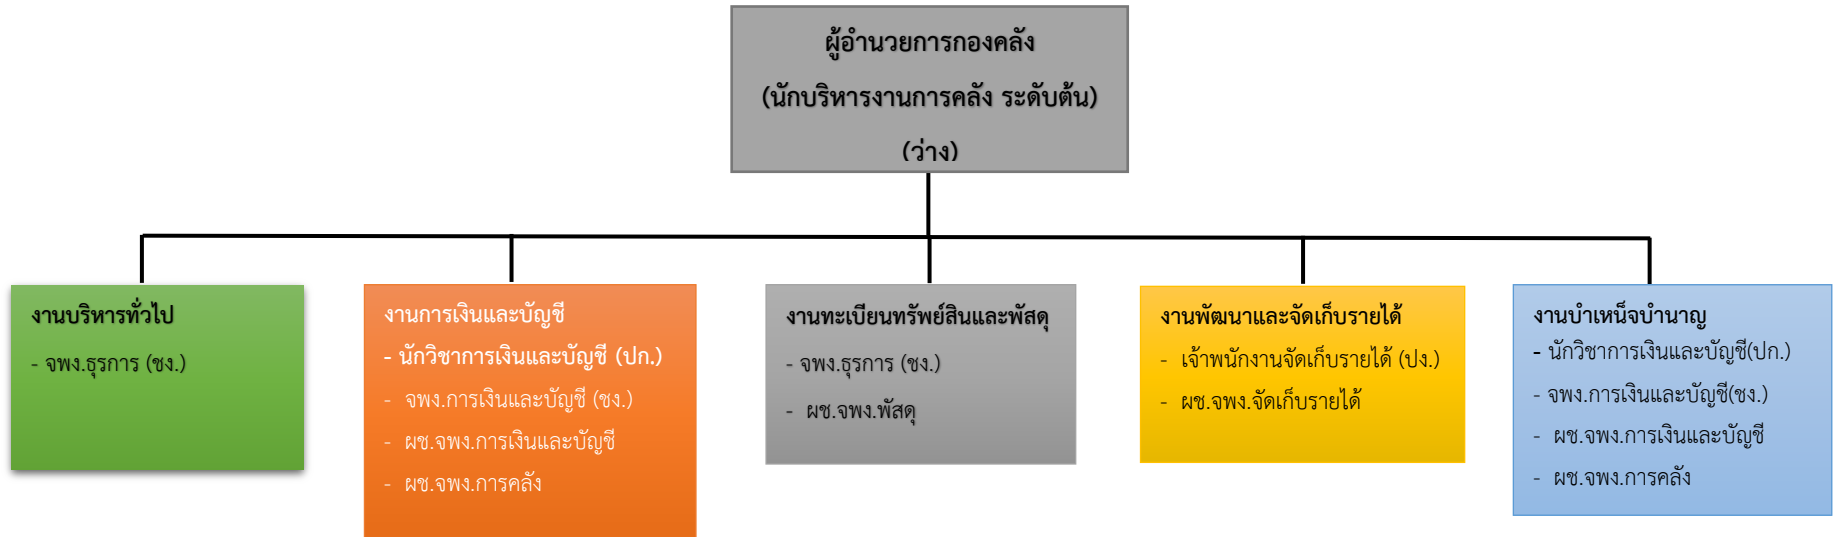 ผู้อำนวยการกองคลัง
(นักบริหารงานการคลัง ระดับต้น)
(ว่าง)
งานบริหารทั่วไป
- จพง.ธุรการ (ชง.)
งานการเงินและบัญชี
- นักวิชาการเงินและบัญชี (ปก.)
- จพง.การเงินและบัญชี (ชง.)
- ผช.จพง.การเงินและบัญชี
- ผช.จพง.การคลัง
งานทะเบียนทรัพย์สินและพัสดุ
- จพง.ธุรการ (ชง.)
- ผช.จพง.พัสดุ
งานพัฒนาและจัดเก็บรายได้
- เจ้าพนักงานจัดเก็บรายได้ (ปง.)
- ผช.จพง.จัดเก็บรายได้
งานบำเหน็จบำนาญ
- นักวิชาการเงินและบัญชี(ปก.)
- จพง.การเงินและบัญชี(ชง.)
- ผช.จพง.การเงินและบัญชี
- ผช.จพง.การคลัง